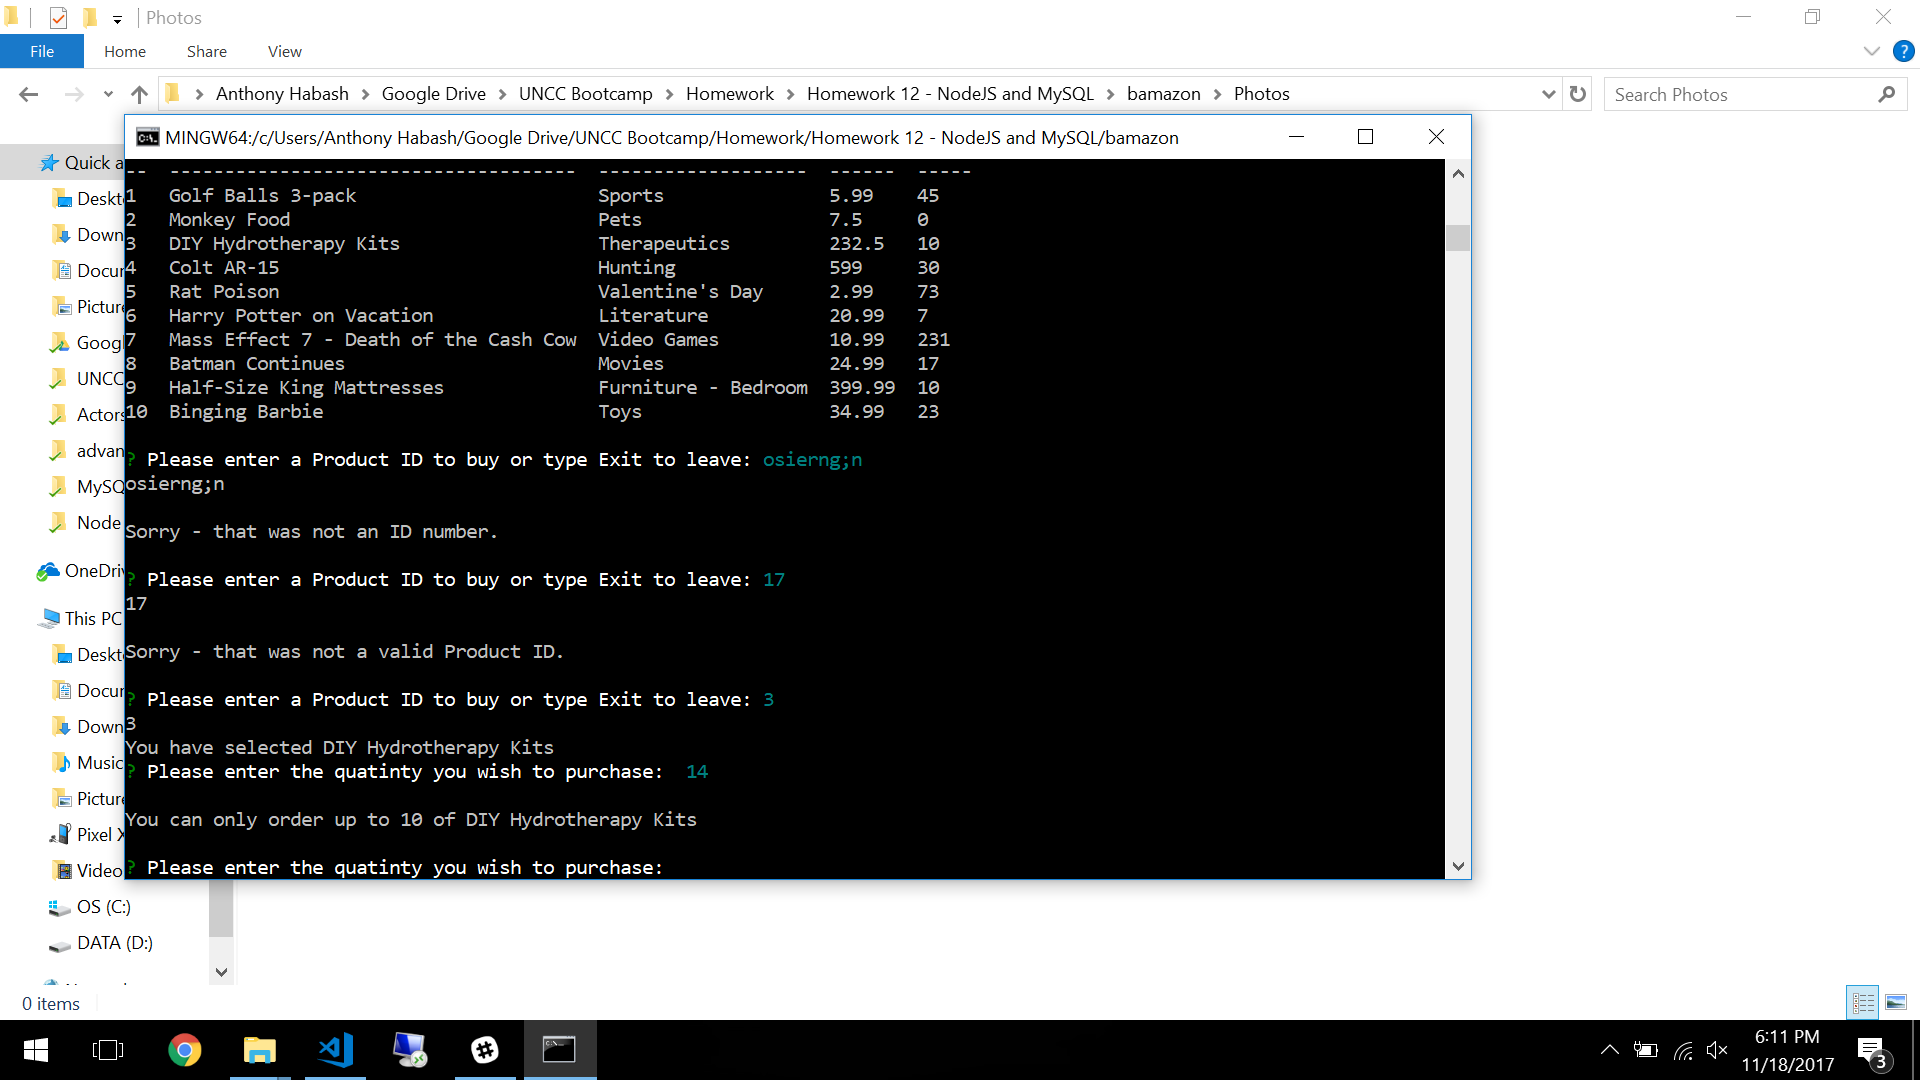 Photos
File Home Share View
Anthony Habash Google Drive UNCC Bootcamp Homework Homework 12 - NodeJS and MySQL bamazon Photos
Search Photos
MINGW64:/c/Users/Anthony Habash/Google Drive/UNCC Bootcamp/Homework/Homework 12 - NodeJS and MySQL/bamazon
-- ------------------------------------- ------------------- ------ -----
1 Golf Balls 3-pack Sports 5.99 45
2 Monkey Food Pets 7.5 0
3 DIY Hydrotherapy Kits Therapeutics 232.5 10
4 Colt AR-15 Hunting 599 30
5 Rat Poison Valentine's Day 2.99 73
6 Harry Potter on Vacation Literature 20.99 7
7 Mass Effect 7 - Death of the Cash Cow Video Games 10.99 231
8 Batman Continues Movies 24.99 17
9 Half-Size King Mattresses Furniture - Bedroom 399.99 10
10 Binging Barbie Toys 34.99 23
? Please enter a Product ID to buy or type Exit to leave: osierng;n
osierng;n
Sorry - that was not an ID number.
? Please enter a Product ID to buy or type Exit to leave: 17
17
Sorry - that was not a valid Product ID.
? Please enter a Product ID to buy or type Exit to leave: 3
3
You have selected DIY Hydrotherapy Kits
? Please enter the quatinty you wish to purchase: 14
You can only order up to 10 of DIY Hydrotherapy Kits
? Please enter the quatinty you wish to purchase:
Quick a
Deskt
Down
Docur
Picture
Googl
UNCC
Actors
advan
MySQ
Node
OneDriv
This PC
Deskt
Docur
Down
Music
Picture
Pixel X
Video
OS (C:)
DATA (D:)
0 items
6:11 PM
11/18/2017
3